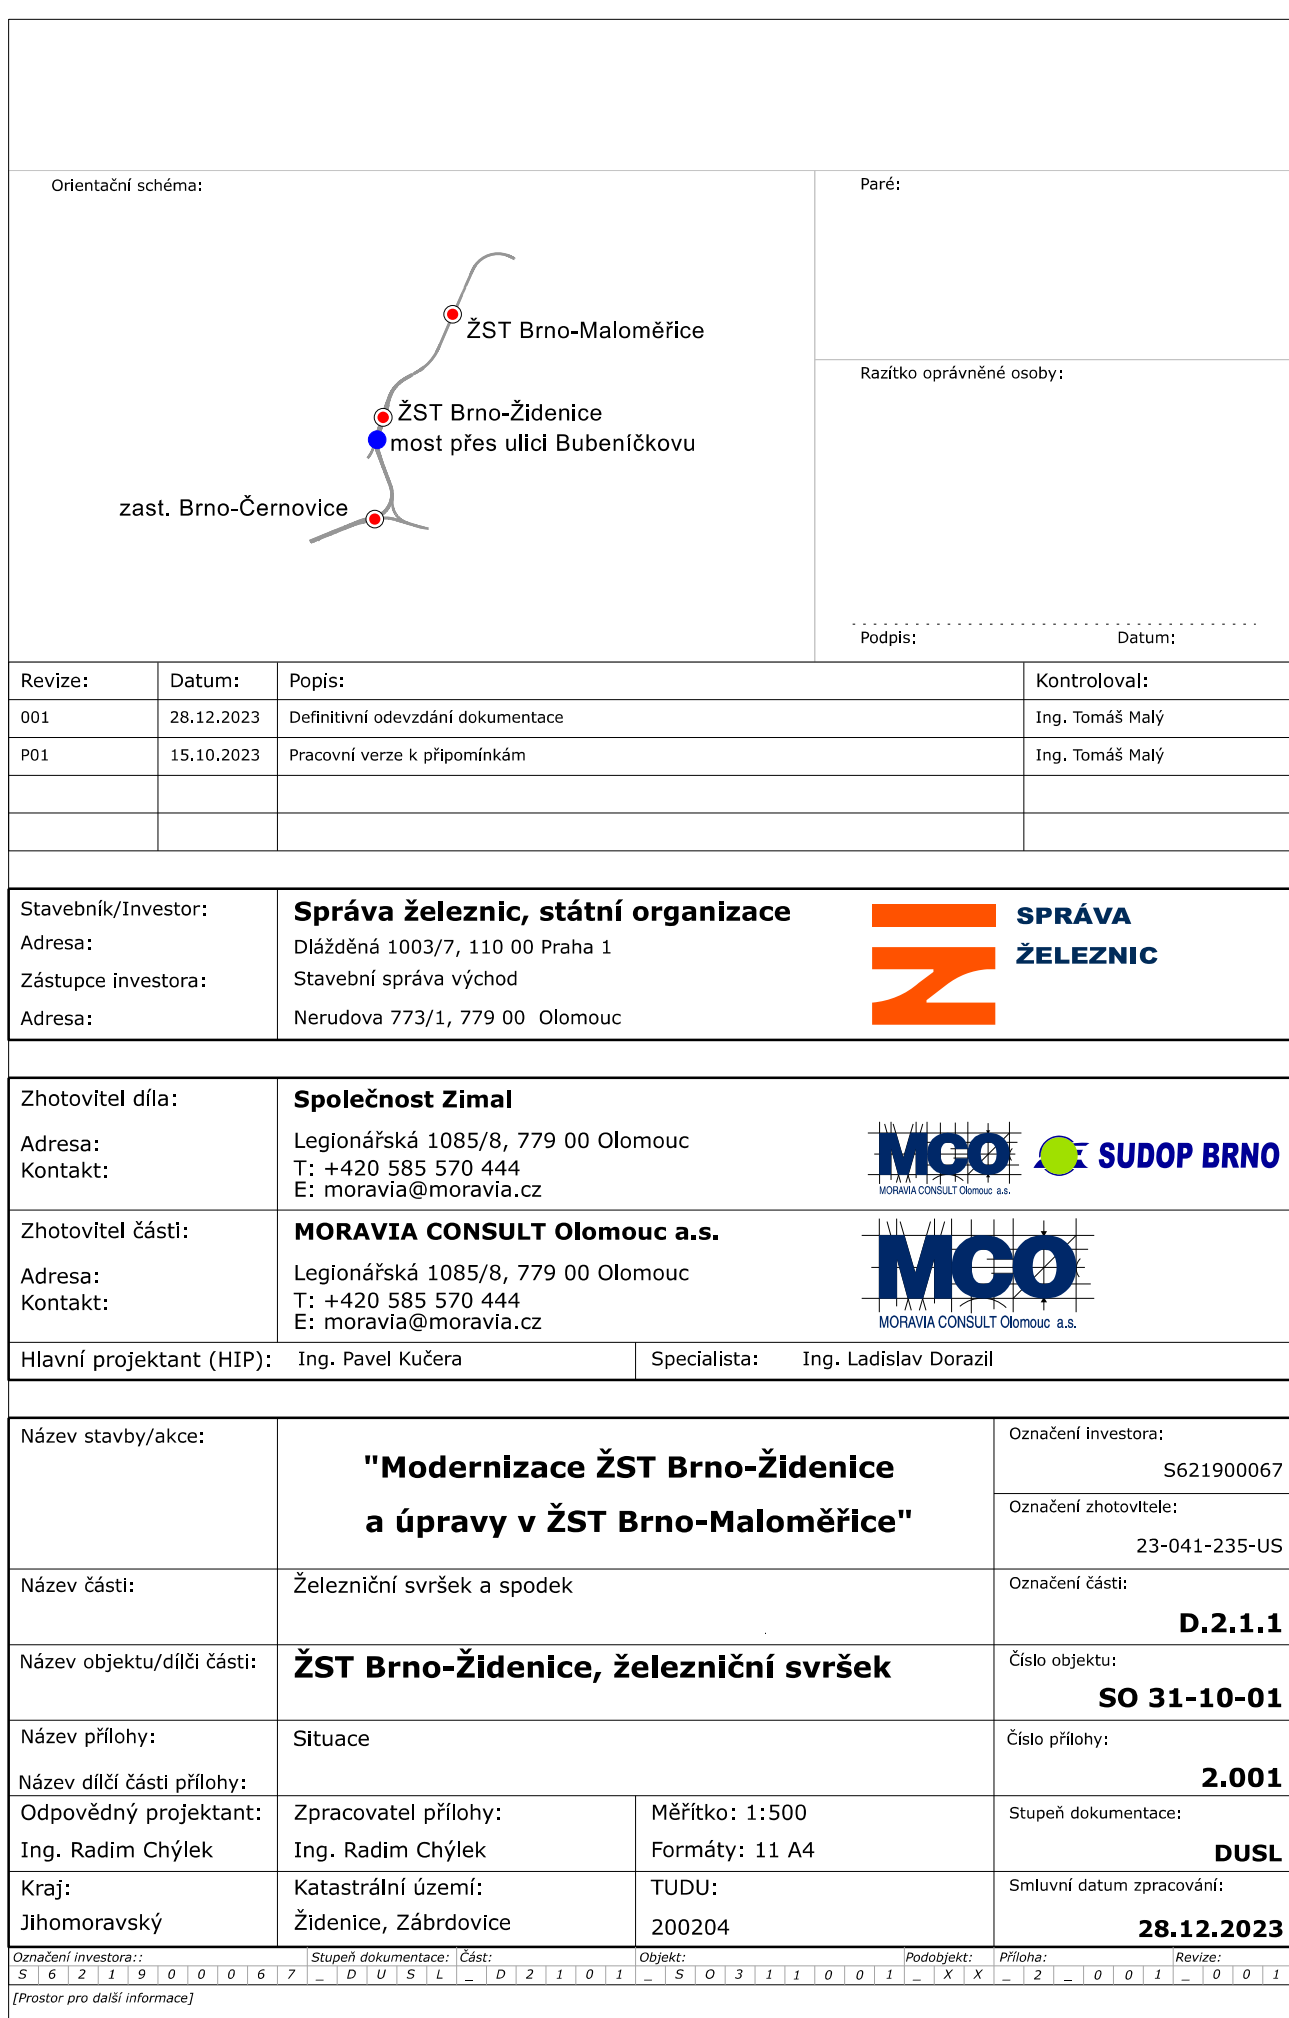 Orientační schéma:
Paré:
ŽST Brno-Maloměřice
ŽST Brno-Židenice
most přes ulici Bubeníčkovu
zast. Brno-Černovice
Razítko oprávněné osoby:
Podpis: Datum:
Revize: Datum: Popis: Kontroloval:
001 28.12.2023 Definitivní odevzdání dokumentace Ing. Tomáš Malý
P01 15.10.2023 Pracovní verze k připomínkám Ing. Tomáš Malý
Stavebník/Investor: Správa železnic, státní organizace
Adresa: Dlážděná 1003/7, 110 00 Praha 1
Zástupce investora: Stavební správa východ
Adresa: Nerudova 773/1, 779 00 Olomouc
SPRÁVA
ŽELEZNIC
Zhotovitel díla: Společnost Zimal
Adresa: Legionářská 1085/8, 779 00 Olomouc
Kontakt: T: +420 585 570 444
E: moravia@moravia.cz
MCO
MORAVIA CONSULT Olomouc a.s.
SUDOP BRNO
Zhotovitel části: MORAVIA CONSULT Olomouc a.s.
Adresa: Legionářská 1085/8, 779 00 Olomouc
Kontakt: T: +420 585 570 444
E: moravia@moravia.cz
MCO
MORAVIA CONSULT Olomouc a.s.
Hlavní projektant (HIP): Ing. Pavel Kučera Specialista: Ing. Ladislav Dorazil
Název stavby/akce:
"Modernizace ŽST Brno-Židenice
a úpravy v ŽST Brno-Maloměřice"
Označení investora:
S621900067
Označení zhotovitele:
23-041-235-US
Název části: Železniční svršek a spodek
Označení části:
D.2.1.1
Název objektu/dílči části: ŽST Brno-Židenice, železniční svršek
Číslo objektu:
SO 31-10-01
Název přílohy: Situace
Číslo přílohy:
2.001
Název dílčí části přílohy:
Odpovědný projektant: Zpracovatel přílohy: Měřítko: 1:500 Stupeň dokumentace:
Ing. Radim Chýlek Ing. Radim Chýlek Formáty: 11 A4 DUSL
Kraj: Katastrální území: TUDU: Smluvní datum zpracování:
Jihomoravský Židenice, Zábrdovice 200204 28.12.2023
Označení investora:: Stupeň dokumentace: Část: Objekt: Podobjekt: Příloha: Revize:
S 6 2 1 9 0 0 0 6 7 _ D U S L _ D 2 1 0 1 _ S O 3 1 1 0 0 1 _ X X _ 2 _ 0 0 1 _ 0 0 1
[Prostor pro další informace]